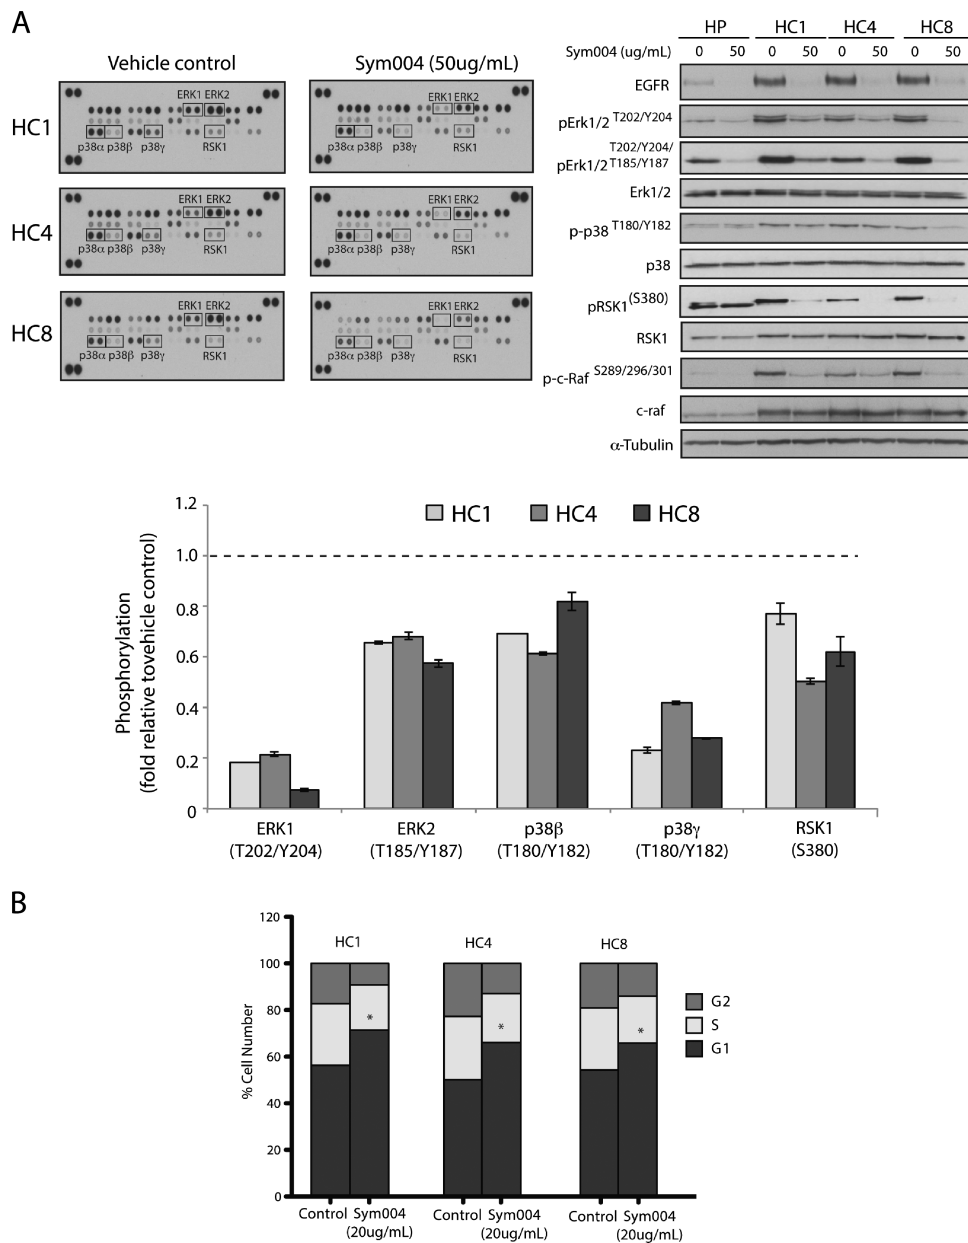 A
Vehicle control
Sym004 (50ug/mL)
HC1
ERK1 ERK2
p38α p38β p38γ RSK1
ERK1 ERK2
p38α p38β p38γ RSK1
HC4
ERK1 ERK2
p38α p38β p38γ RSK1
ERK1 ERK2
p38α p38β p38γ RSK1
HC8
ERK1 ERK2
p38α p38β p38γ RSK1
ERK1 ERK2
p38α p38β p38γ RSK1
HP HC1 HC4 HC8
Sym004 (ug/mL) 0 50 0 50 0 50 0 50
EGFR
pErk1/2 T202/Y204
T202/Y204/
pErk1/2 T185/Y187
Erk1/2
p-p38 T180/Y182
p38
pRSK1(S380)
RSK1
p-c-Raf S289/296/301
c-raf
α-Tubulin
Phosphorylation
(fold relative tovehicle control)
1.2
1.0
0.8
0.6
0.4
0.2
0
HC1 HC4 HC8
ERK1 ERK2 p38β p38γ RSK1
(T202/Y204) (T185/Y187) (T180/Y182) (T180/Y182) (S380)
B
% Cell Number
120
100
80
60
40
20
0
HC1 HC4 HC8
* * *
G2
S
G1
Control Sym004 Control Sym004 Control Sym004
(20ug/mL) (20ug/mL) (20ug/mL)